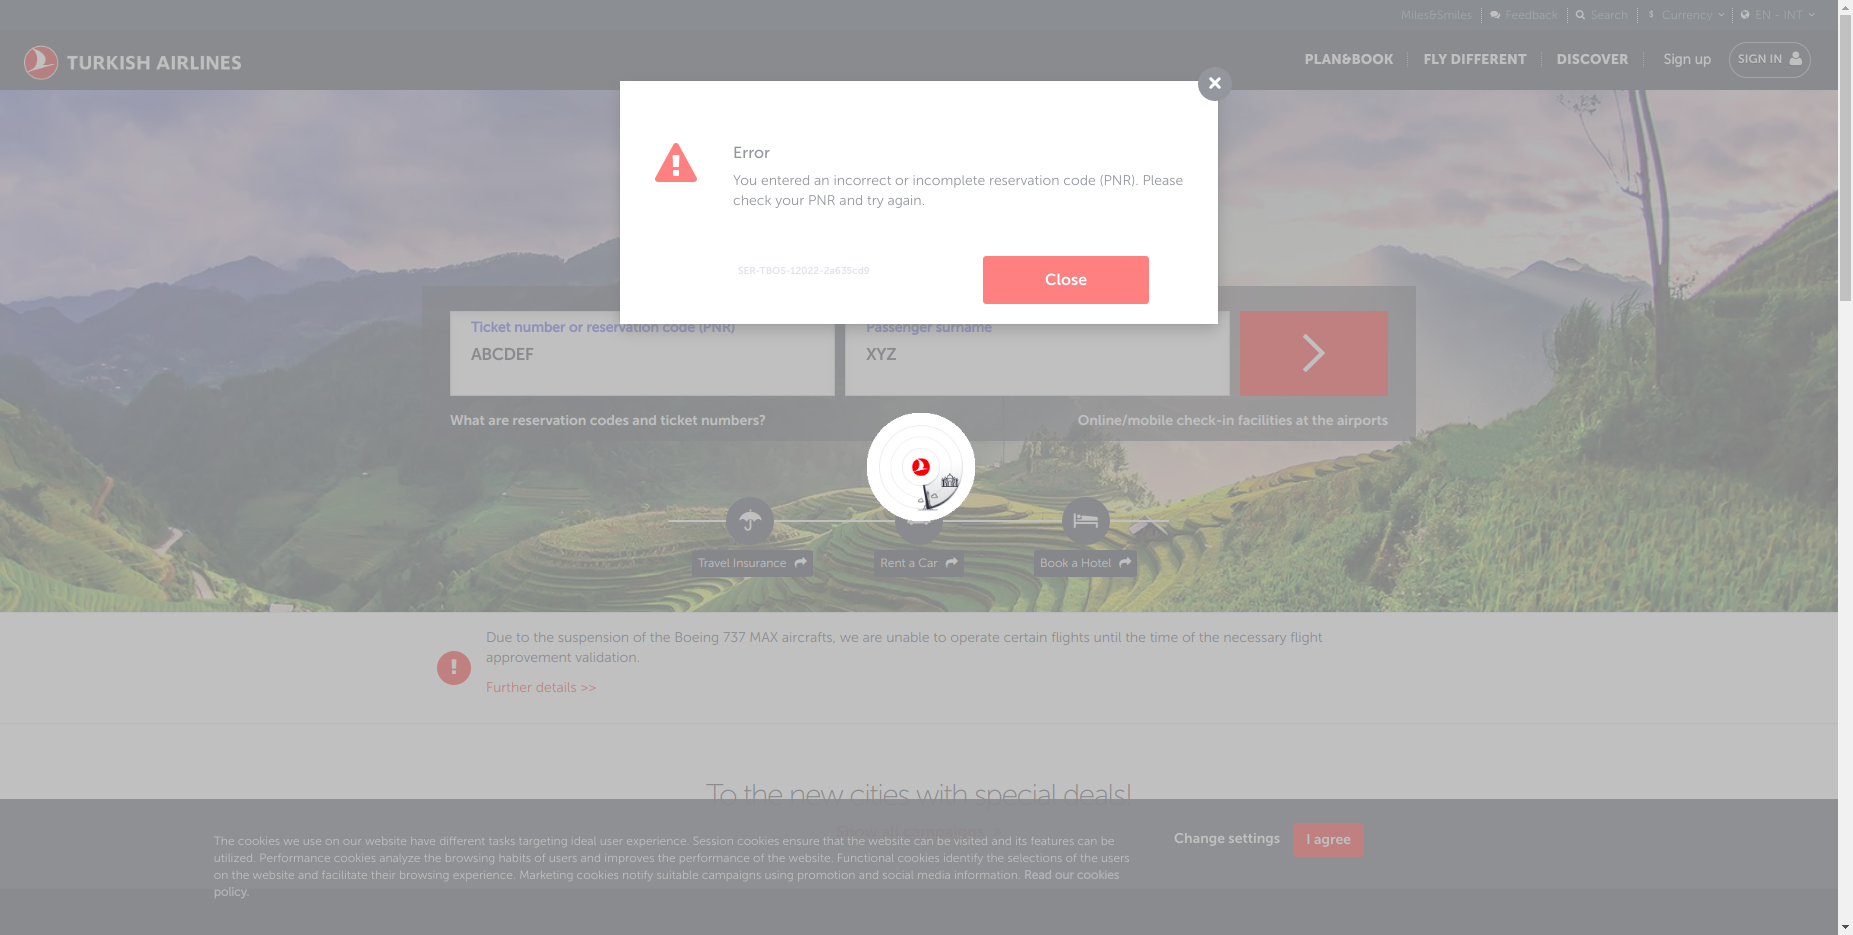 Miles&Smiles
Feedback
Search
$ Currency
EN - INT
TURKISH AIRLINES
PLAN&BOOK
FLY DIFFERENT
DISCOVER
Sign up
SIGN IN
Error
You entered an incorrect or incomplete reservation code (PNR). Please
check your PNR and try again.
SER-TBOS-12022-2a635cd9
Close
Ticket number or reservation code (PNR)
ABCDEF
Passenger surname
XYZ
What are reservation codes and ticket numbers?
Online/mobile check-in facilities at the airports
Travel Insurance
Rent a Car
Book a Hotel
Due to the suspension of the Boeing 737 MAX aircrafts, we are unable to operate certain flights until the time of the necessary flight
approvement validation.
Further details >>
To the new cities with special deals!
The cookies we use on our website have different tasks targeting ideal user experience. Session cookies ensure that the website can be visited and its features can be
utilized. Performance cookies analyze the browsing habits of users and improves the performance of the website. Functional cookies identify the selections of the users
on the website and facilitate their browsing experience. Marketing cookies notify suitable campaigns using promotion and social media information. Read our cookies
policy.
Change settings
I agree